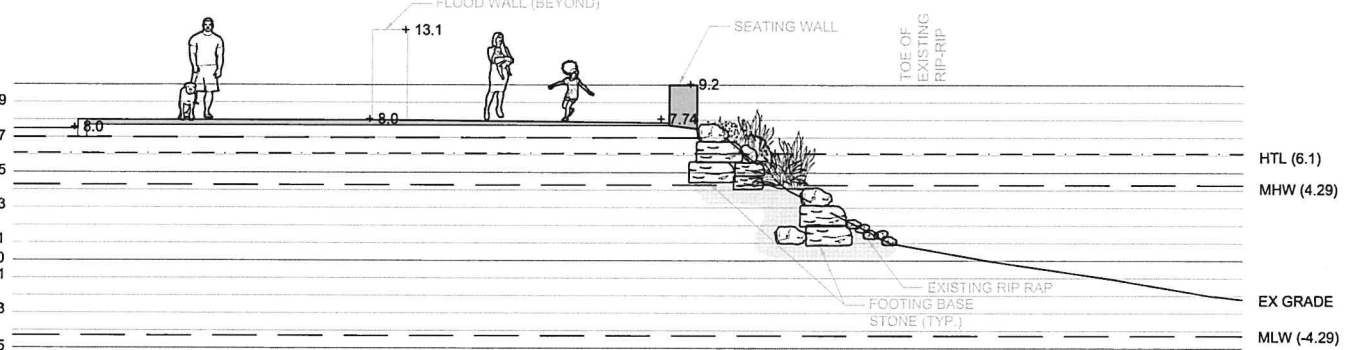 FLOOD WALL (BEYOND)
+ 13.1
SEATING WALL
TOE OF
EXISTING
RIP-RIP
+ 9.2
9
+ 8.0
+ 8.0
+ 7.74
7
HTL (6.1)
5
MHW (4.29)
3
1
0
1
EXISTING RIP RAP
3
FOOTING BASE
STONE (TYP.)
EX GRADE
MLW (-4.29)
5